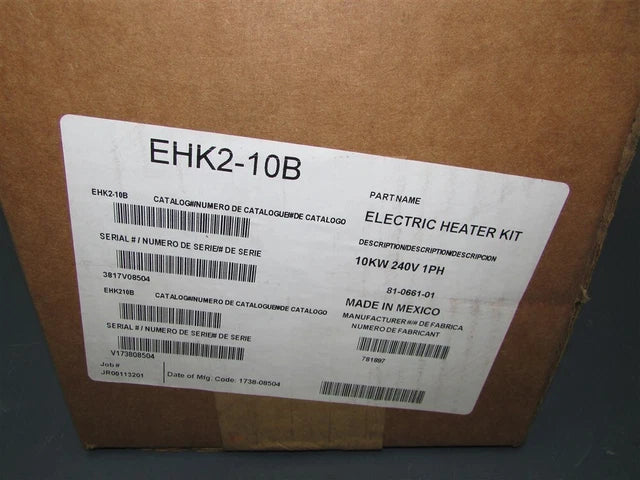 EHK2-10B
EHK2-10B CATALOG#/NUMERO DE CATALOGUE/#DE CATALOGO
SERIAL # / NUMERO DE SERIE/# DE SERIE
3817V08504
EHK210B CATALOG#/NUMERO DE CATALOGUE/#DE CATALOGO
SERIAL # / NUMERO DE SERIE/# DE SERIE
V173808504
Job #
JR00113201
Date of Mfg. Code: 1738-08504
PART NAME
ELECTRIC HEATER KIT
DESCRIPTION/DESCRIPTION/DESCRIPCION
10KW 240V 1PH
81-0661-01
MADE IN MEXICO
MANUFACTURER #/# DE FABRICA
NUMERO DE FABRICANT
781097